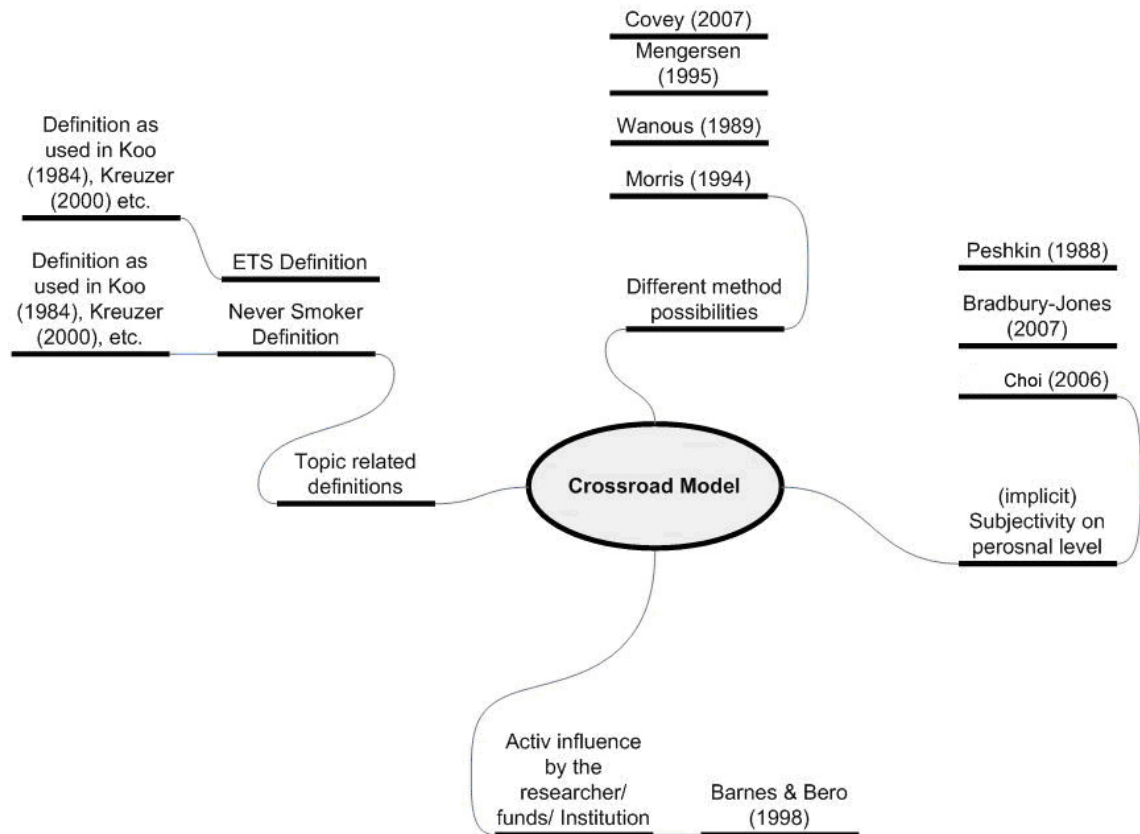 Covey (2007)
Mengersen
(1995)
Wanous (1989)
Morris (1994)
Different method
possibilities
Definition as
used in Koo
(1984), Kreuzer
(2000) etc.
ETS Definition
Definition as
used in Koo
(1984), Kreuzer
(2000), etc.
Never Smoker
Definition
Topic related
definitions
Crossroad Model
Peshkin (1988)
Bradbury-Jones
(2007)
Choi (2006)
(implicit)
Subjectivity on
perosnal level
Activ influence
by the
researcher/
funds/ Institution
Barnes & Bero
(1998)